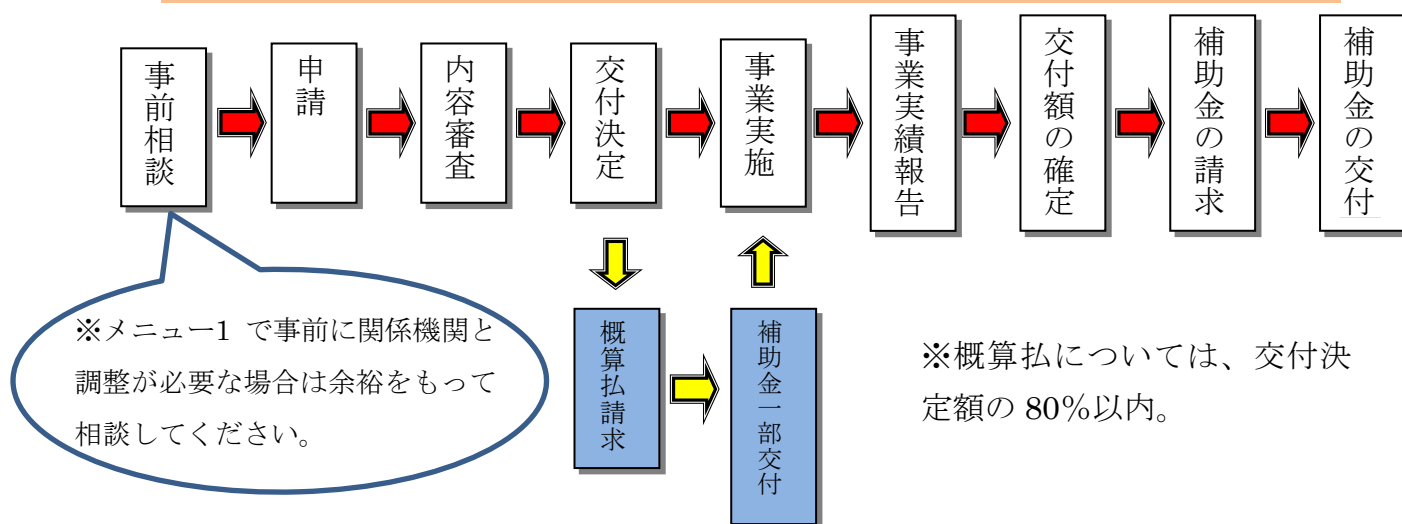 事前相談
申請
内容審査
交付決定
事業実施
事業実績報告
交付額の確定
補助金の請求
補助金の交付
※メニュー1 で事前に関係機関と
調整が必要な場合は余裕をもって
相談してください。
概算払請求
補助金一部交付
※概算払については、交付決
定額の 80%以内。